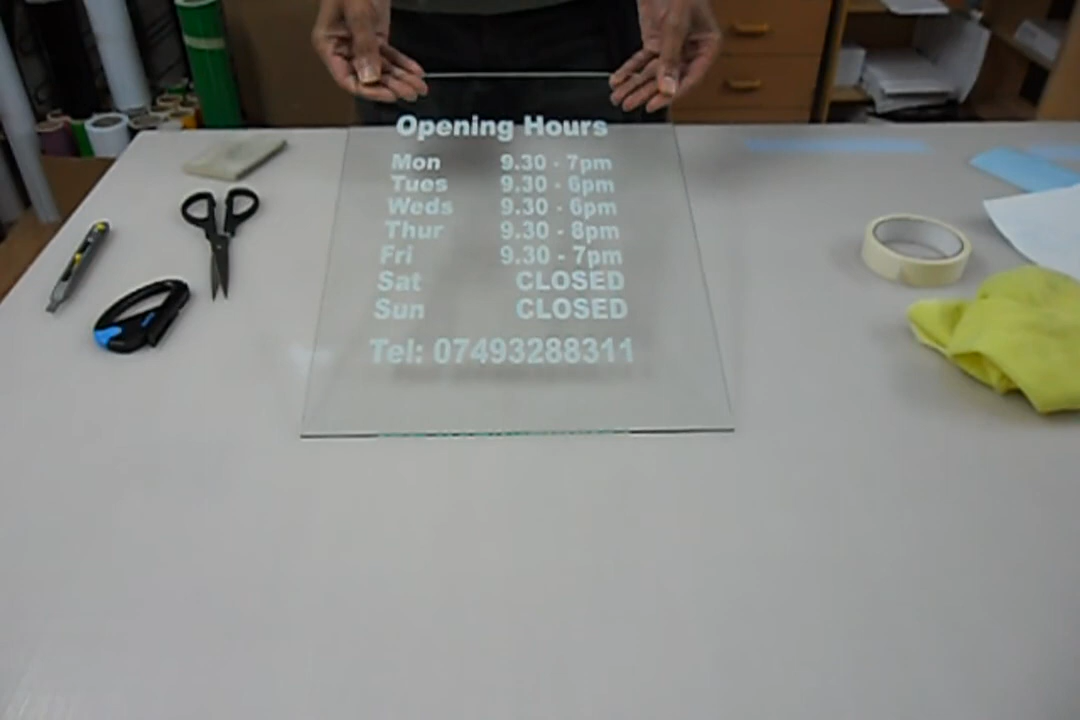 Opening Hours
Mon 9.30 - 7pm
Tues 9.30 - 6pm
Weds 9.30 - 6pm
Thur 9.30 - 8pm
Fri 9.30 - 7pm
Sat CLOSED
Sun CLOSED
Tel: 07493288311